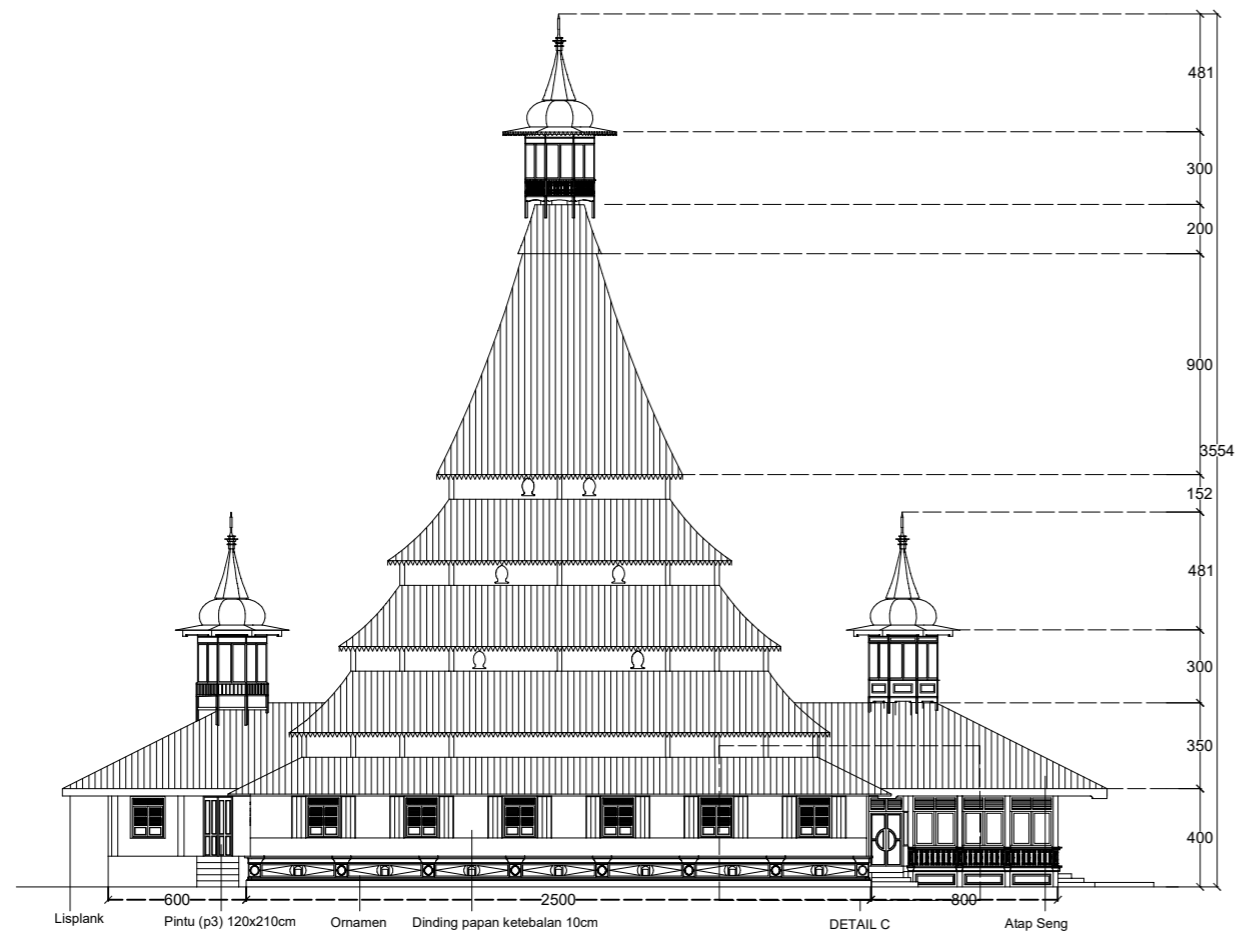 481
300
200
900
3554
152
481
300
350
400
600
2500
800
Lisplank
Pintu (p3) 120x210cm
Ornamen
Dinding papan ketebalan 10cm
DETAIL C
Atap Seng